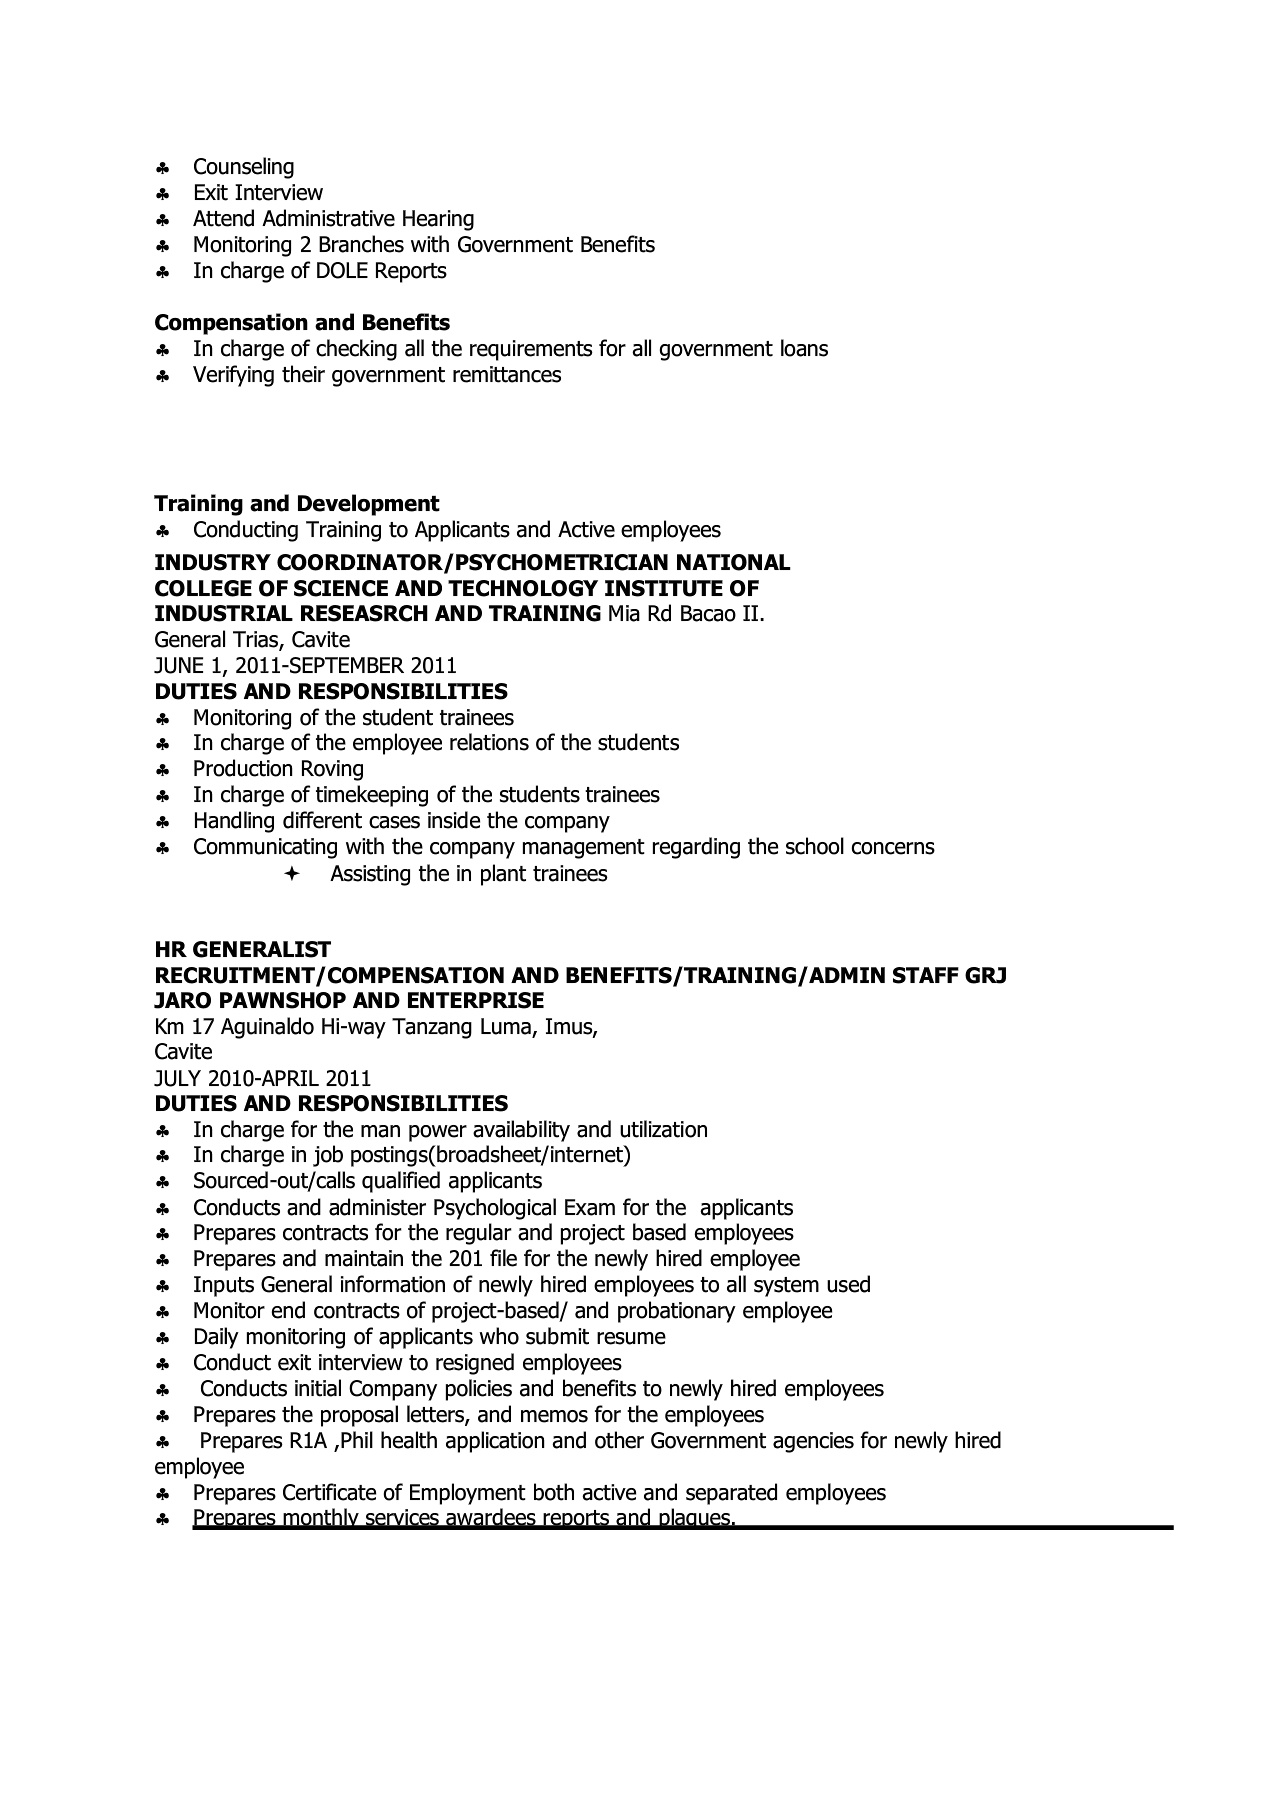 ♣ Counseling
♣ Exit Interview
♣ Attend Administrative Hearing
♣ Monitoring 2 Branches with Government Benefits
♣ In charge of DOLE Reports
Compensation and Benefits
♣ In charge of checking all the requirements for all government loans
♣ Verifying their government remittances
Training and Development
♣ Conducting Training to Applicants and Active employees
INDUSTRY COORDINATOR/PSYCHOMETRICIAN NATIONAL
COLLEGE OF SCIENCE AND TECHNOLOGY INSTITUTE OF
INDUSTRIAL RESEASRCH AND TRAINING Mia Rd Bacao II.
General Trias, Cavite
JUNE 1, 2011-SEPTEMBER 2011
DUTIES AND RESPONSIBILITIES
♣ Monitoring of the student trainees
♣ In charge of the employee relations of the students
♣ Production Roving
♣ In charge of timekeeping of the students trainees
♣ Handling different cases inside the company
♣ Communicating with the company management regarding the school concerns
✦ Assisting the in plant trainees
HR GENERALIST
RECRUITMENT/COMPENSATION AND BENEFITS/TRAINING/ADMIN STAFF GRJ
JARO PAWNSHOP AND ENTERPRISE
Km 17 Aguinaldo Hi-way Tanzang Luma, Imus,
Cavite
JULY 2010-APRIL 2011
DUTIES AND RESPONSIBILITIES
♣ In charge for the man power availability and utilization
♣ In charge in job postings(broadsheet/internet)
♣ Sourced-out/calls qualified applicants
♣ Conducts and administer Psychological Exam for the  applicants
♣ Prepares contracts for the regular and project based employees
♣ Prepares and maintain the 201 file for the newly hired employee
♣ Inputs General information of newly hired employees to all system used
♣ Monitor end contracts of project-based/ and probationary employee
♣ Daily monitoring of applicants who submit resume
♣ Conduct exit interview to resigned employees
♣ Conducts initial Company policies and benefits to newly hired employees
♣ Prepares the proposal letters, and memos for the employees
♣ Prepares R1A ,Phil health application and other Government agencies for newly hired
employee
♣ Prepares Certificate of Employment both active and separated employees
♣ Prepares monthly services awardees reports and plaques.